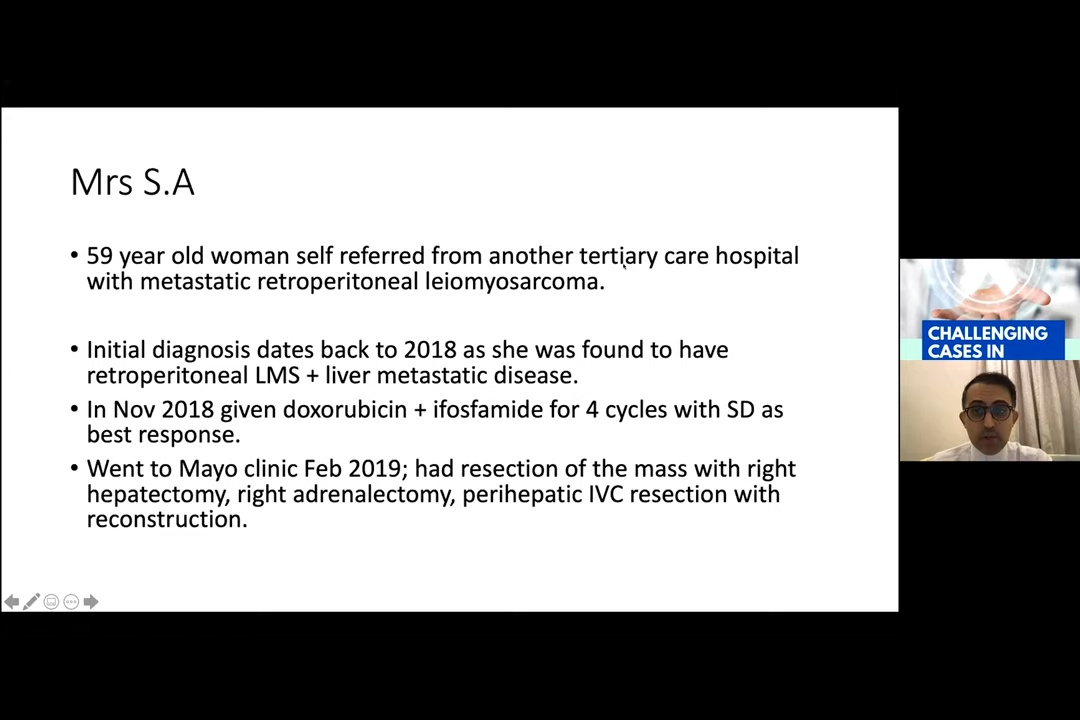 Mrs S.A
• 59 year old woman self referred from another tertiary care hospital
with metastatic retroperitoneal leiomyosarcoma.
• Initial diagnosis dates back to 2018 as she was found to have
retroperitoneal LMS + liver metastatic disease.
• In Nov 2018 given doxorubicin + ifosfamide for 4 cycles with SD as
best response.
• Went to Mayo clinic Feb 2019; had resection of the mass with right
hepatectomy, right adrenalectomy, perihepatic IVC resection with
reconstruction.
CHALLENGING
CASES IN